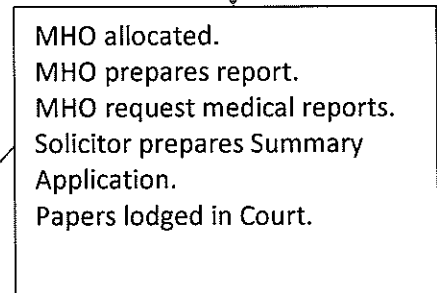 MHO allocated.
MHO prepares report.
MHO request medical reports.
Solicitor prepares Summary
Application.
Papers lodged in Court.